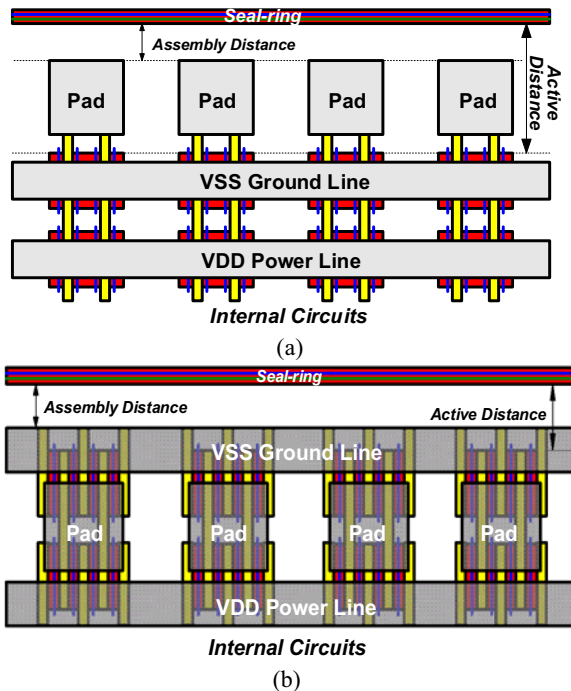 Seal-ring
Assembly Distance
Active Distance
Pad Pad Pad Pad
VSS Ground Line
VDD Power Line
Internal Circuits
(a)
Seal-ring
Assembly Distance
Active Distance
VSS Ground Line
Pad Pad Pad Pad
VDD Power Line
Internal Circuits
(b)